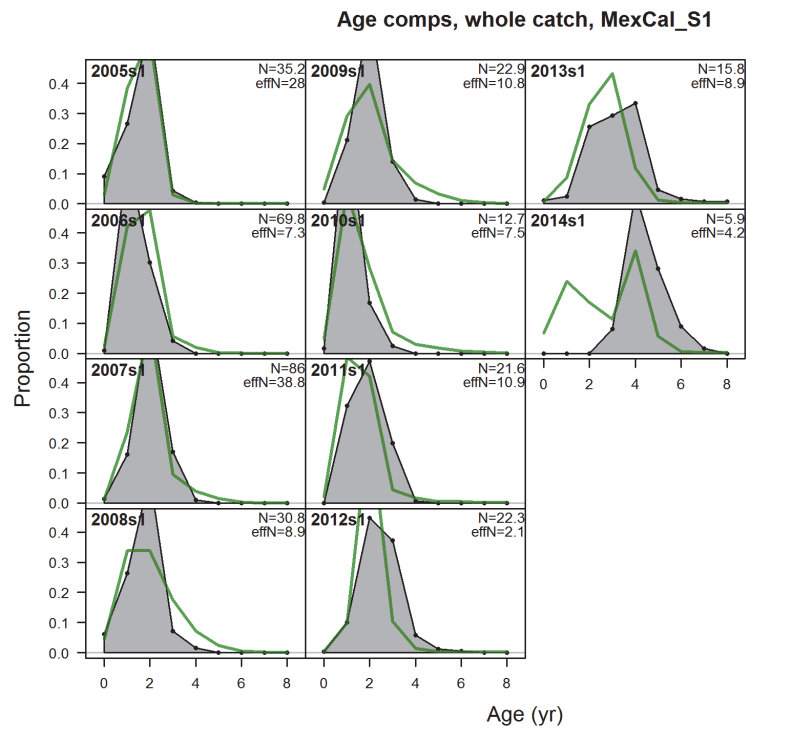 Age comps, whole catch, MexCal_S1
2005s1
N=35.2
effN=28
2009s1
N=22.9
effN=10.8
2013s1
N=15.8
effN=8.9
0.4
0.3
0.2
0.1
0.0
2006s1
N=69.8
effN=7.3
2010s1
N=12.7
effN=7.5
2014s1
N=5.9
effN=4.2
0.4
0.3
0.2
0.1
0.0
0 2 4 6 8
Proportion
2007s1
N=86
effN=38.8
2011s1
N=21.6
effN=10.9
0.4
0.3
0.2
0.1
0.0
2008s1
N=30.8
effN=8.9
2012s1
N=22.3
effN=2.1
0.4
0.3
0.2
0.1
0.0
0 2 4 6 8
0 2 4 6 8
Age (yr)